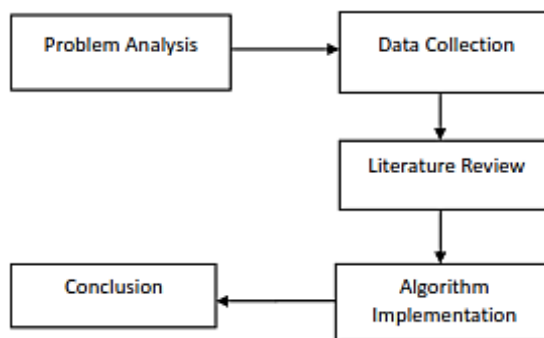 Problem Analysis
Data Collection
Literature Review
Algorithm
Implementation
Conclusion